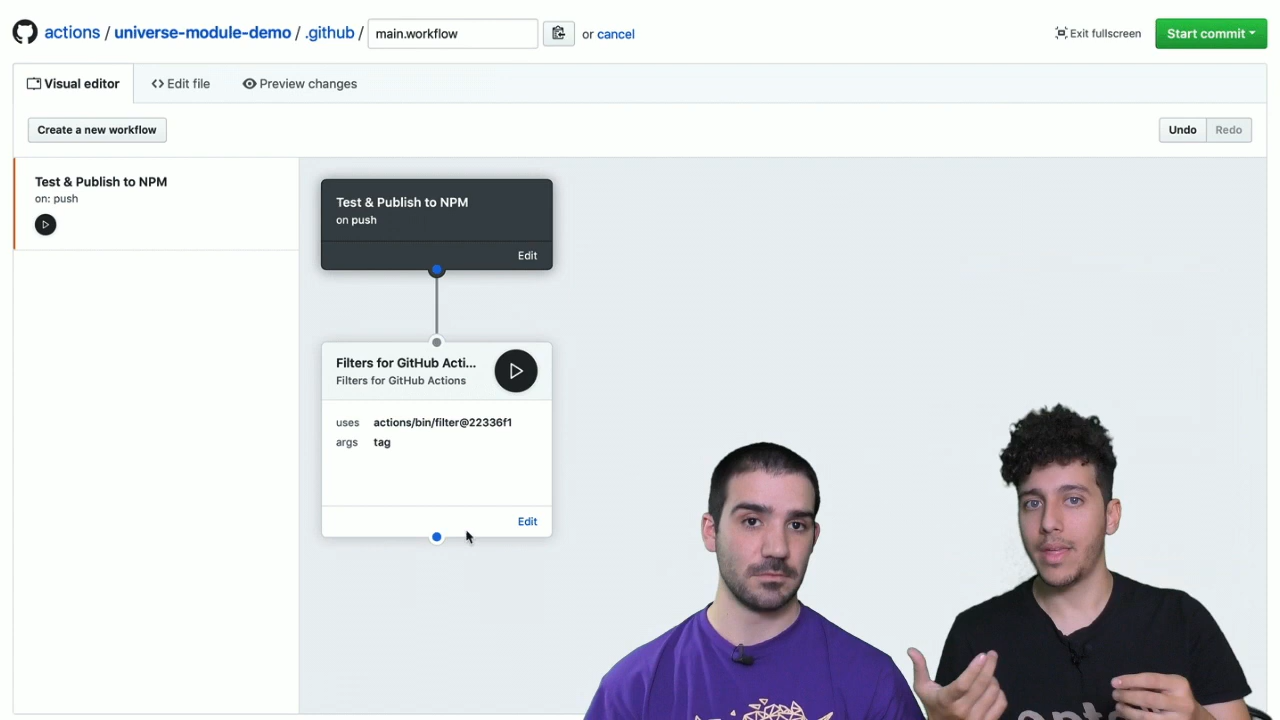 actions / universe-module-demo / .github / main.workflow or cancel Exit fullscreen Start commit
Visual editor <> Edit file Preview changes
Create a new workflow Undo Redo
Test & Publish to NPM
on: push
Test & Publish to NPM
on push
Edit
Filters for GitHub Acti...
Filters for GitHub Actions
uses actions/bin/filter@22336f1
args tag
Edit